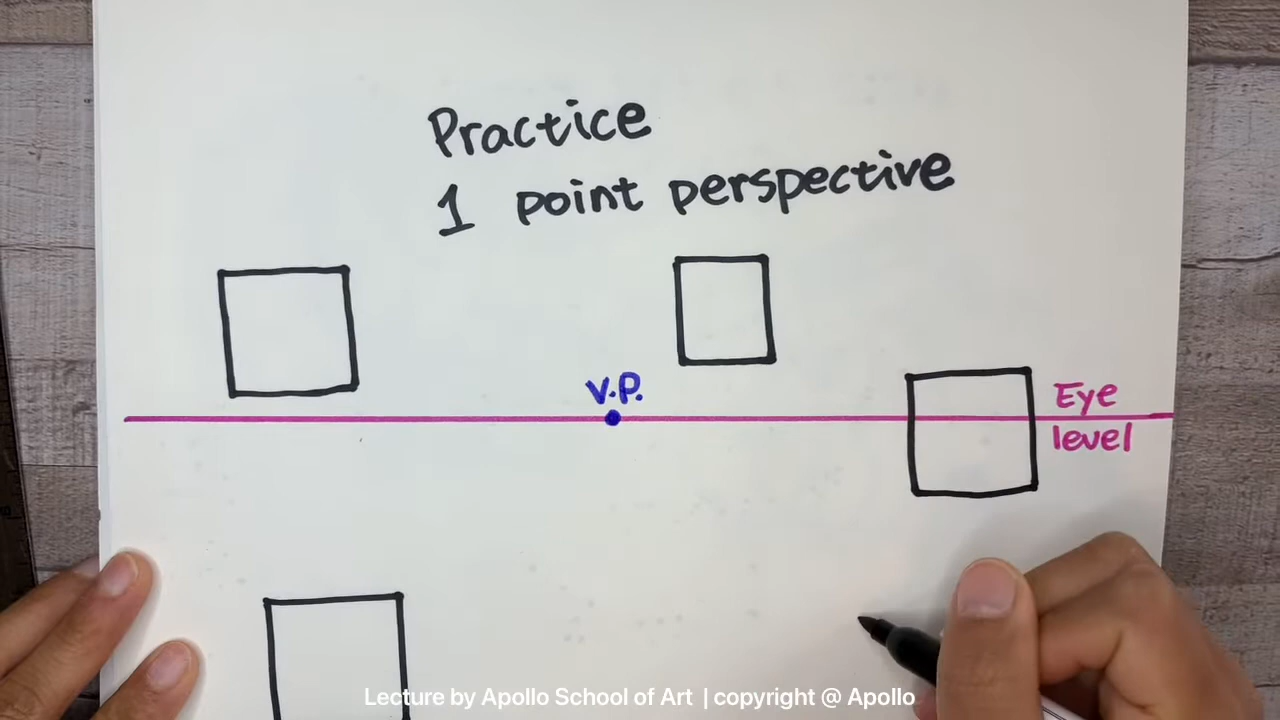 Practice
1 point perspective
V.P.
Eye
level
Lecture by Apollo School of Art | copyright @ Apollo